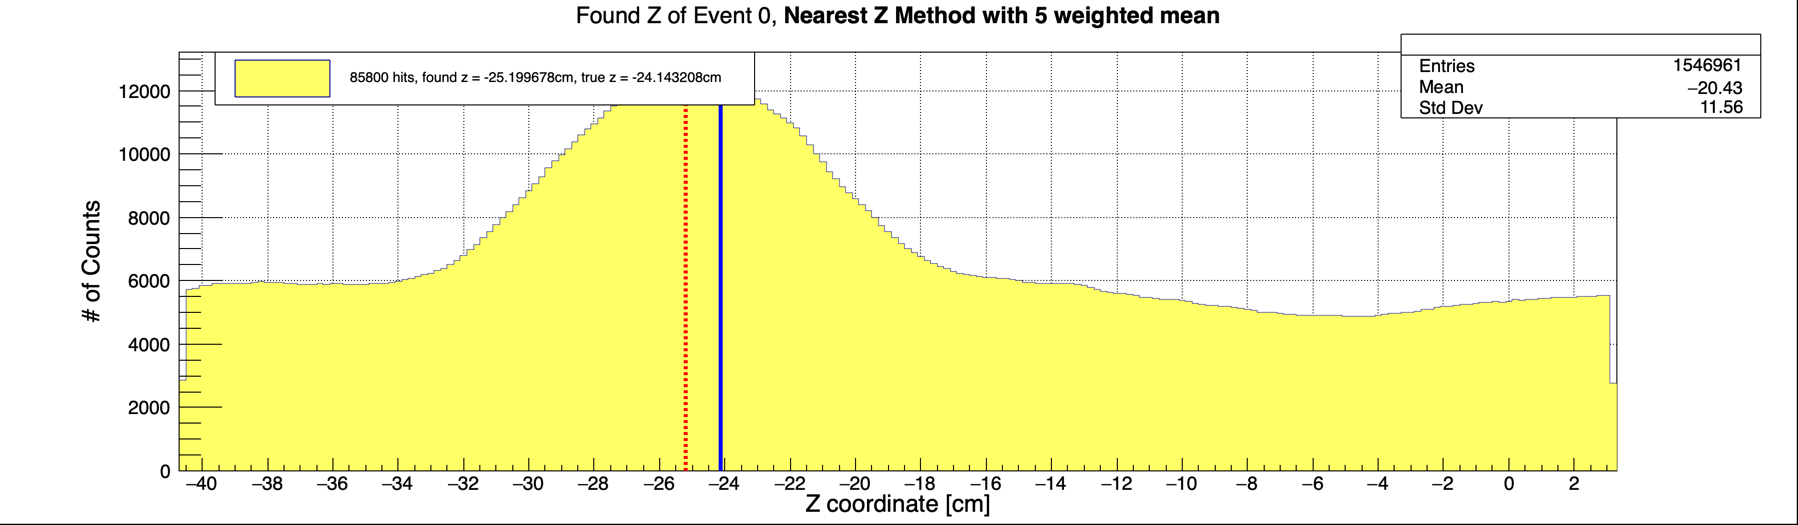 Found Z of Event 0, Nearest Z Method with 5 weighted mean
85800 hits, found z = -25.199678cm, true z = -24.143208cm
Entries 1546961
Mean −20.43
Std Dev 11.56
# of Counts
12000
10000
8000
6000
4000
2000
0
−40 −38 −36 −34 −32 −30 −28 −26 −24 −22 −20 −18 −16 −14 −12 −10 −8 −6 −4 −2 0 2
Z coordinate [cm]